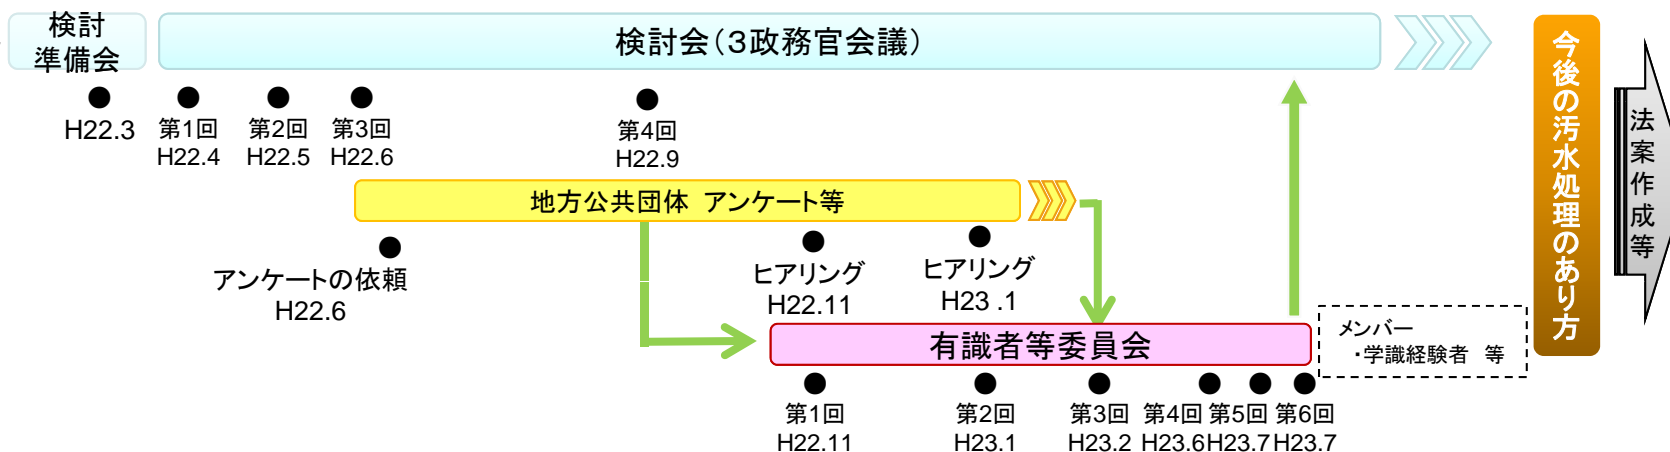 検討
準備会
検討会（３政務官会議）
H22.3
第1回
H22.4
第2回
H22.5
第3回
H22.6
第4回
H22.9
地方公共団体 アンケート等
アンケートの依頼
H22.6
ヒアリング
H22.11
ヒアリング
H23 .1
有識者等委員会
メンバー
・学識経験者　等
第1回
H22.11
第2回
H23.1
第3回
H23.2
第4回
H23.6
第5回
H23.7
第6回
H23.7
今後の汚水処理のあり方
法案作成等